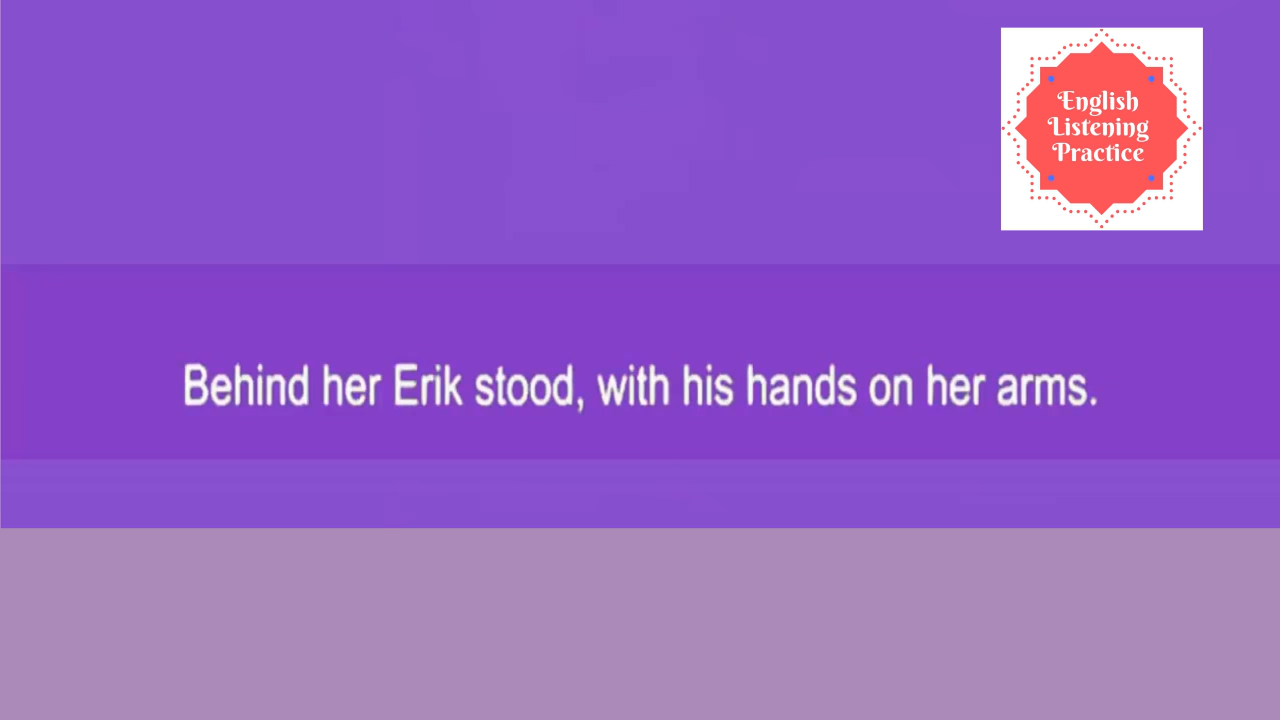 English
Listening
Practice
Behind her Erik stood, with his hands on her arms.